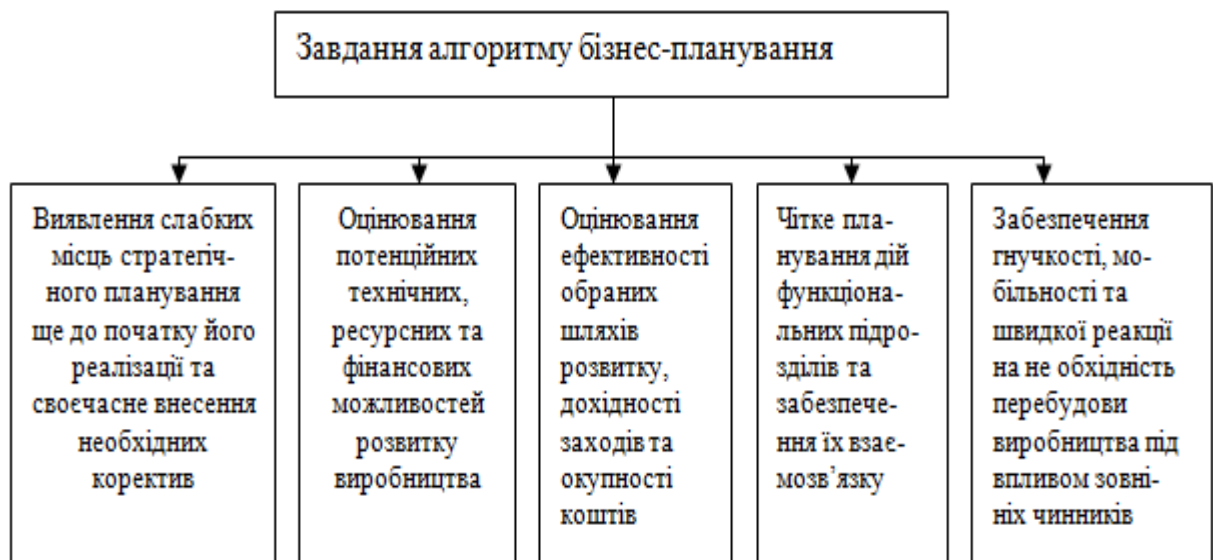 Завдання алгоритму бізнес-планування
Виявлення слабких
місць стратегіч-
ного планування
ще до початку його
реалізації та
своєчасне внесення
необхідних
коректив
Оцінювання
потенційних
технічних,
ресурсних та
фінансових
можливостей
розвитку
виробництва
Оцінювання
ефективності
обраних
шляхів
розвитку,
дохідності
заходів та
окупності
коштів
Чітке пла-
нування дій
функціона-
льних підро-
зділів та
забезпече-
ння їх взає-
мозв’язку
Забезпечення
гнучкості, мо-
більності та
швидкої реакції
на не обхідність
перебудови
виробництва під
впливом зовні-
ніх чинників